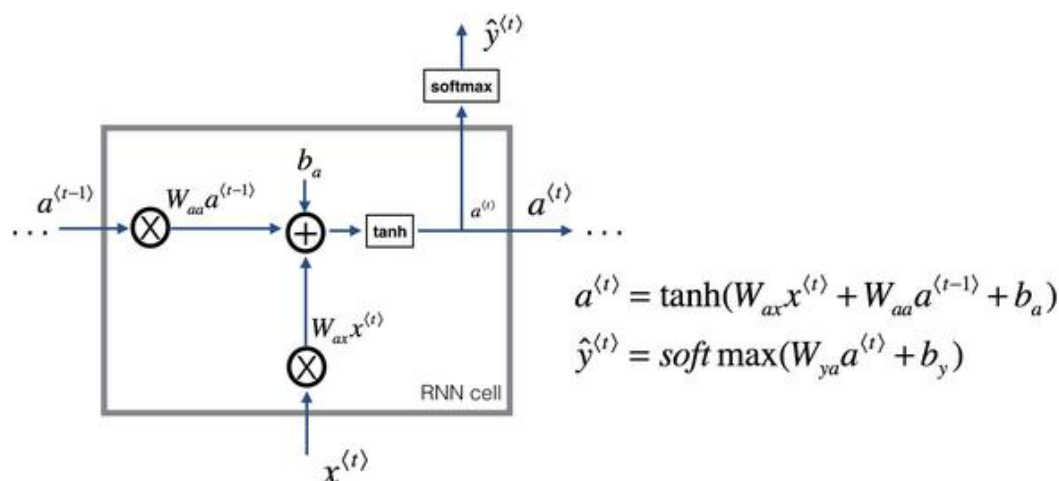 ŷ⟨t⟩
softmax
b_a
a⟨t−1⟩
W_aa a⟨t−1⟩
a⟨t⟩
a⟨t⟩
...
×
+
tanh
...
a⟨t⟩ = tanh(W_ax x⟨t⟩ + W_aa a⟨t−1⟩ + b_a)
W_ax x⟨t⟩
ŷ⟨t⟩ = soft max(W_ya a⟨t⟩ + b_y)
×
RNN cell
x⟨t⟩